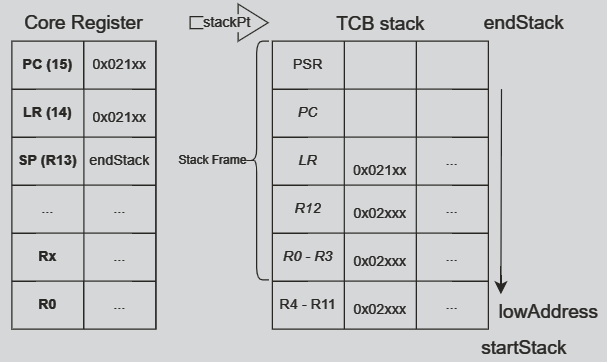 Core Register
stackPt
TCB stack
endStack
PC (15) 0x021xx
LR (14) 0x021xx
SP (R13) endStack
... ...
Rx ...
R0 ...
Stack Frame
PSR
PC
LR 0x021xx ...
R12 0x02xxx ...
R0 - R3 0x02xxx ...
R4 - R11 0x02xxx ...
lowAddress
startStack